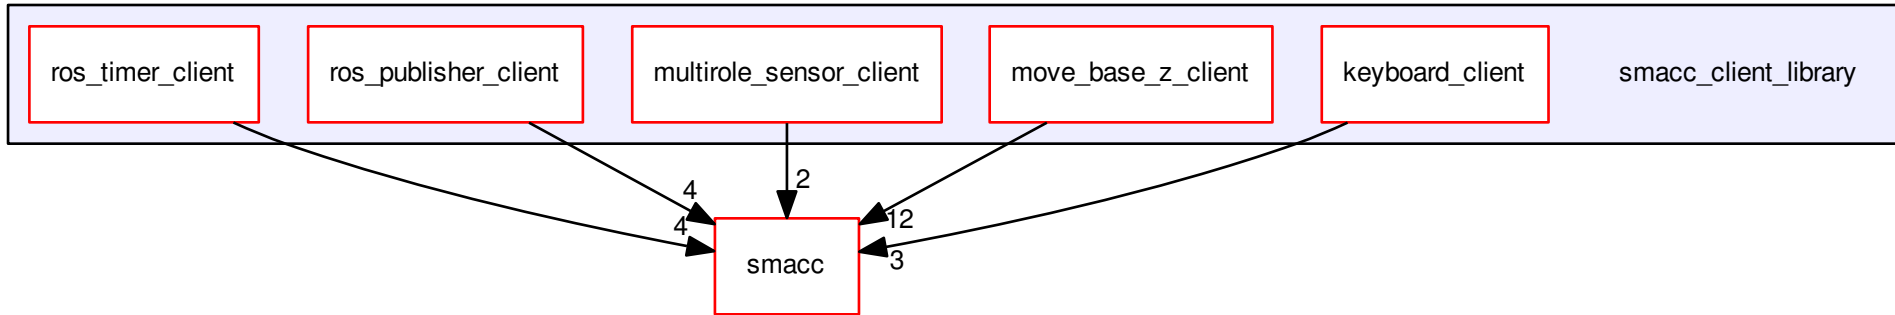 ros_timer_client
ros_publisher_client
multirole_sensor_client
move_base_z_client
keyboard_client
smacc_client_library
4
4
2
12
3
smacc